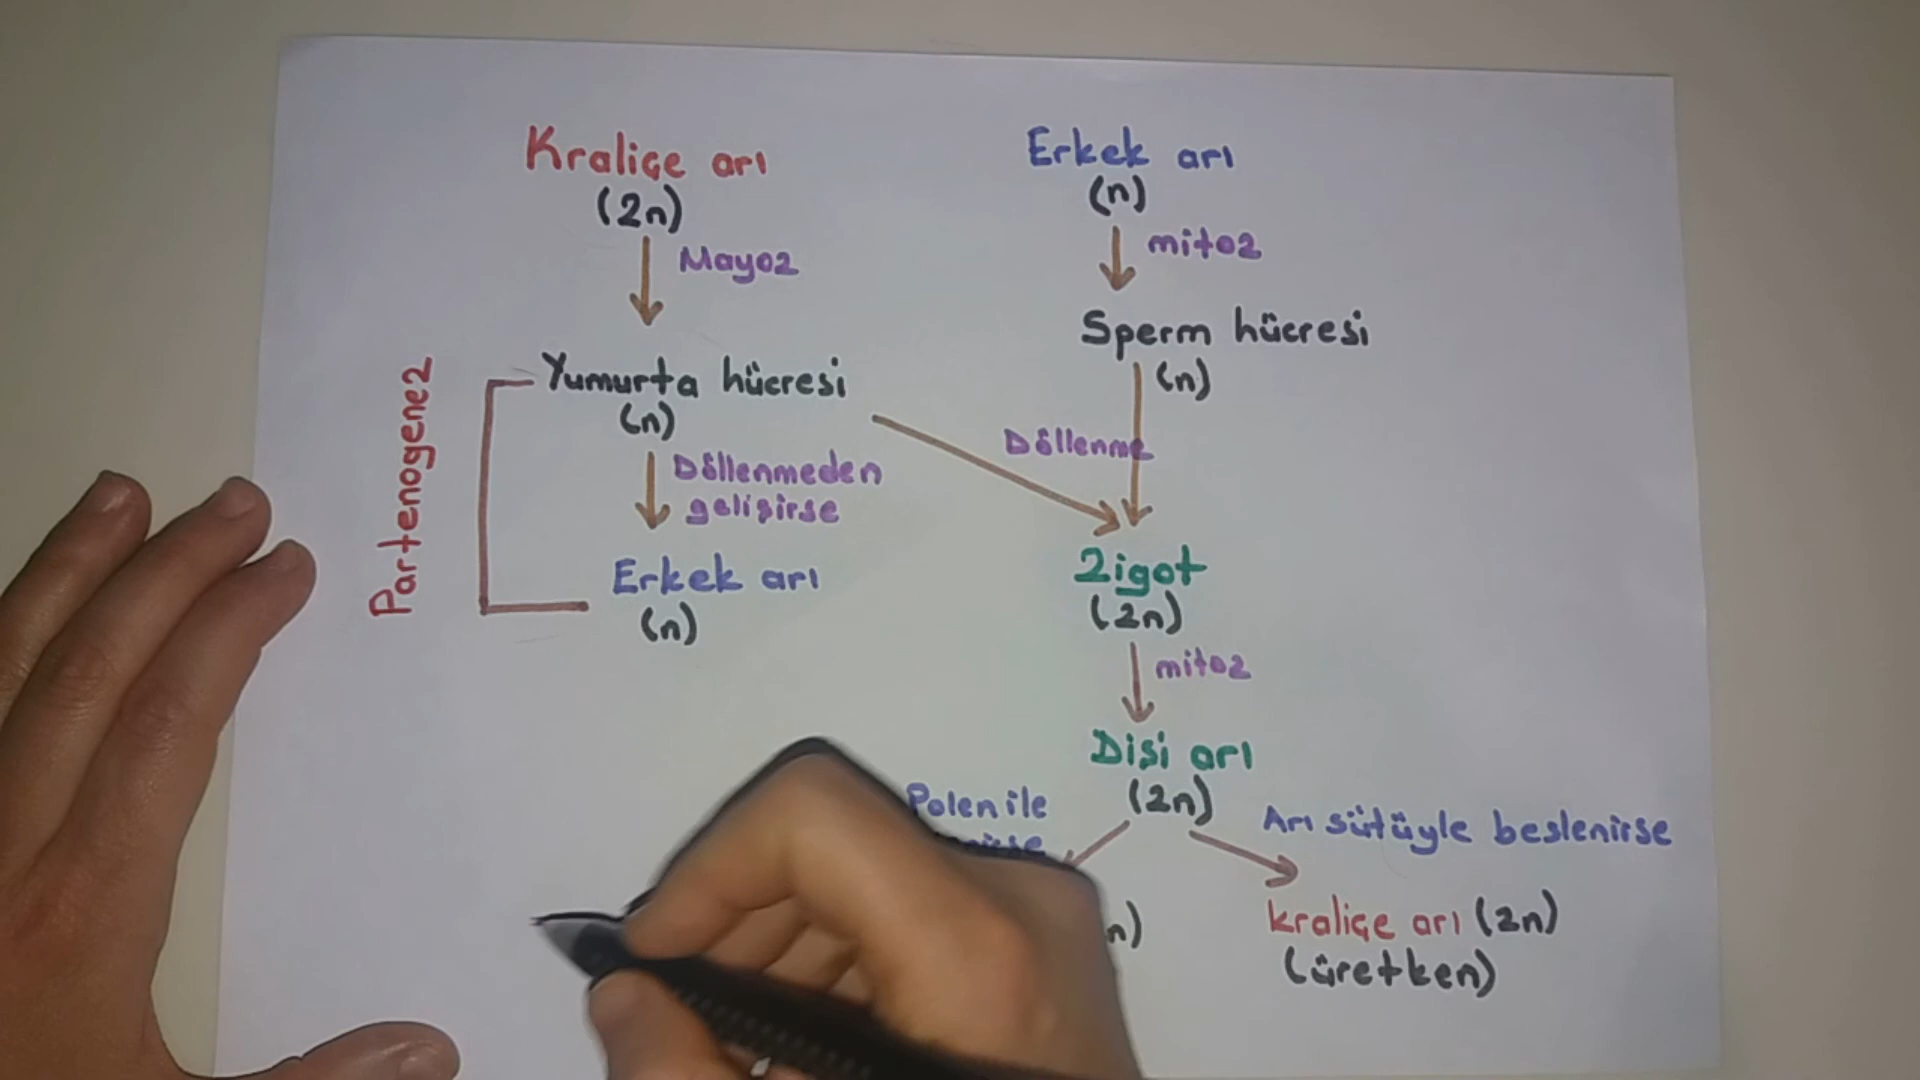 Kraliçe arı
(2n)
Mayoz
Yumurta hücresi
(n)
Döllenmeden
gelişirse
Erkek arı
(n)
Partenogenez
Erkek arı
(n)
mitoz
Sperm hücresi
(n)
Döllenme
Zigot
(2n)
mitoz
Dişi arı
(2n)
Polen ile
Arı sütüyle beslenirse
kraliçe arı (2n)
(üretken)